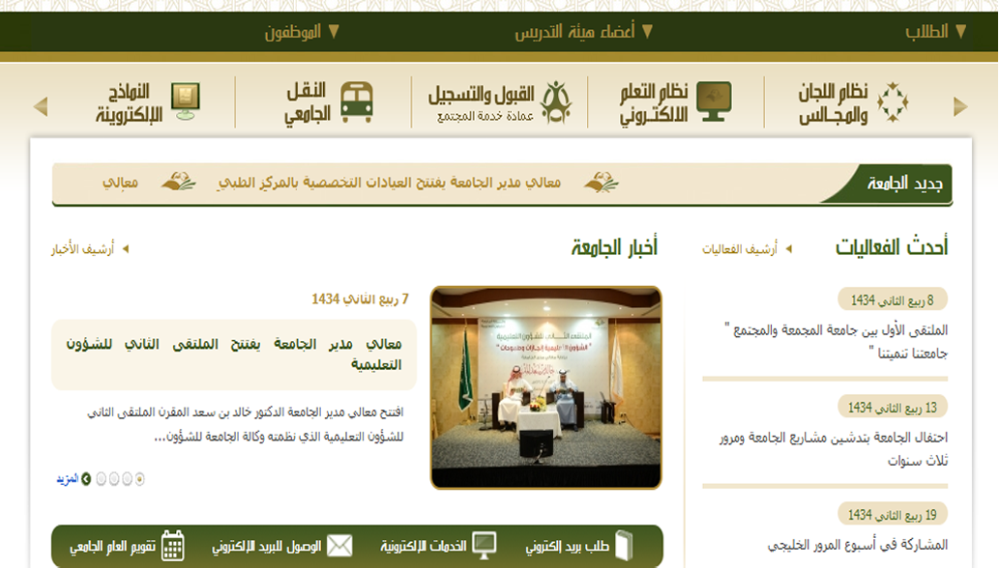 الطلاب
أعضاء هيئة التدريس
الموظفون
نظام اللجان
والمجالس
نظام التعلم
الالكتروني
القبول والتسجيل
عمادة خدمة المجتمع
النقل
الجامعي
النماذج
الإلكتروينة
جديد الجامعة
معالي مدير الجامعة يفتتح العيادات التخصصية بالمركز الطبي
معالي
أحدث الفعاليات
أرشيف الفعاليات
8 ربيع الثاني 1434
الملتقى الأول بين جامعة المجمعة والمجتمع "
جامعتنا تنميتنا "
13 ربيع الثاني 1434
احتفال الجامعة بتدشين مشاريع الجامعة ومرور
ثلاث سنوات
19 ربيع الثاني 1434
المشاركة في أسبوع المرور الخليجي
أخبار الجامعة
أرشيف الأخبار
الملتقى الثاني للشؤون التعليمية
7 ربيع الثاني 1434
معالي مدير الجامعة يفتتح الملتقى الثاني للشؤون
التعليمية
افتتح معالي مدير الجامعة الدكتور خالد بن سعد المقرن الملتقى الثاني
للشؤون التعليمية الذي نظمته وكالة الجامعة للشؤون...
المزيد
طلب بريد إلكتروني
الخدمات الإلكترونية
الوصول للبريد الإلكتروني
تقويم العام الجامعي